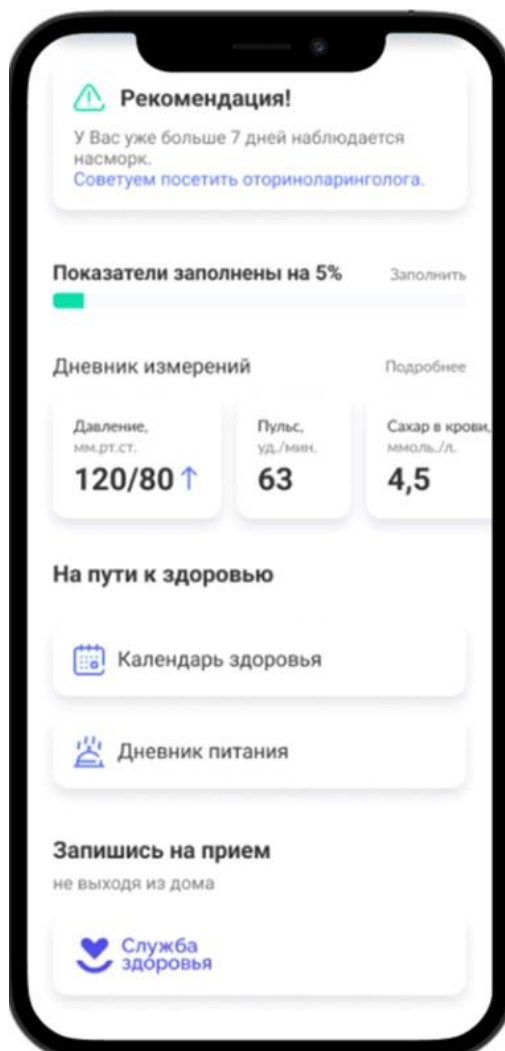 Рекомендация!
У Вас уже больше 7 дней наблюдается
насморк.
Советуем посетить оториноларинголога.
Показатели заполнены на 5% Заполнить
Дневник измерений Подробнее
Давление, Пульс, Сахар в крови,
мм.рт.ст. уд./мин. ммоль./л.
120/80 ↑ 63 4,5
На пути к здоровью
Календарь здоровья
Дневник питания
Запишись на прием
не выходя из дома
Служба
здоровья